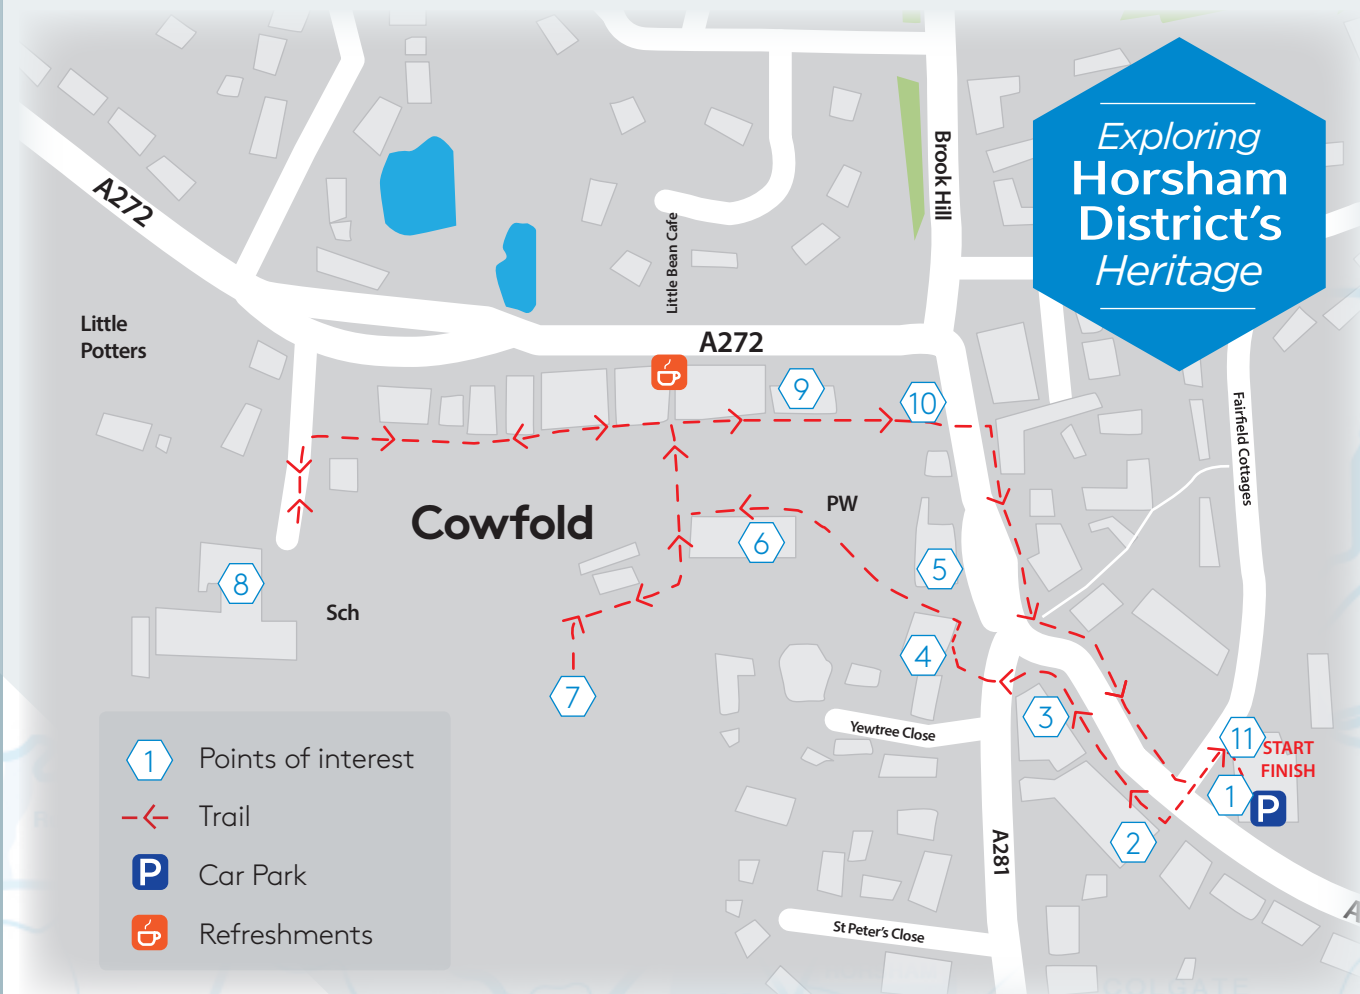 Exploring
Horsham
District's
Heritage
A272
Brook Hill
Little Bean Cafe
Little
Potters
A272
9
10
Fairfield Cottages
Cowfold
PW
6
5
8
Sch
4
7
3
Yewtree Close
11
START
FINISH
1
P
2
A281
St Peter's Close
A
1
Points of interest
Trail
P
Car Park
Refreshments
COLGATE